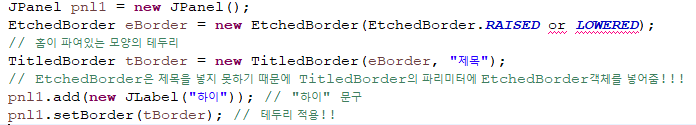 JPanel pnl1 = new JPanel();
EtchedBorder eBorder = new EtchedBorder(EtchedBorder.RAISED or LOWERED);
// 홈이 파여있는 모양의 테두리
TitledBorder tBorder = new TitledBorder(eBorder, "제목");
// EtchedBorder은 제목을 넣지 못하기 때문에 TitledBorder의 파리미터에 EtchedBorder객체를 넣어줌!!!
pnl1.add(new JLabel("하이")); // "하이" 문구
pnl1.setBorder(tBorder); // 테두리 적용!!